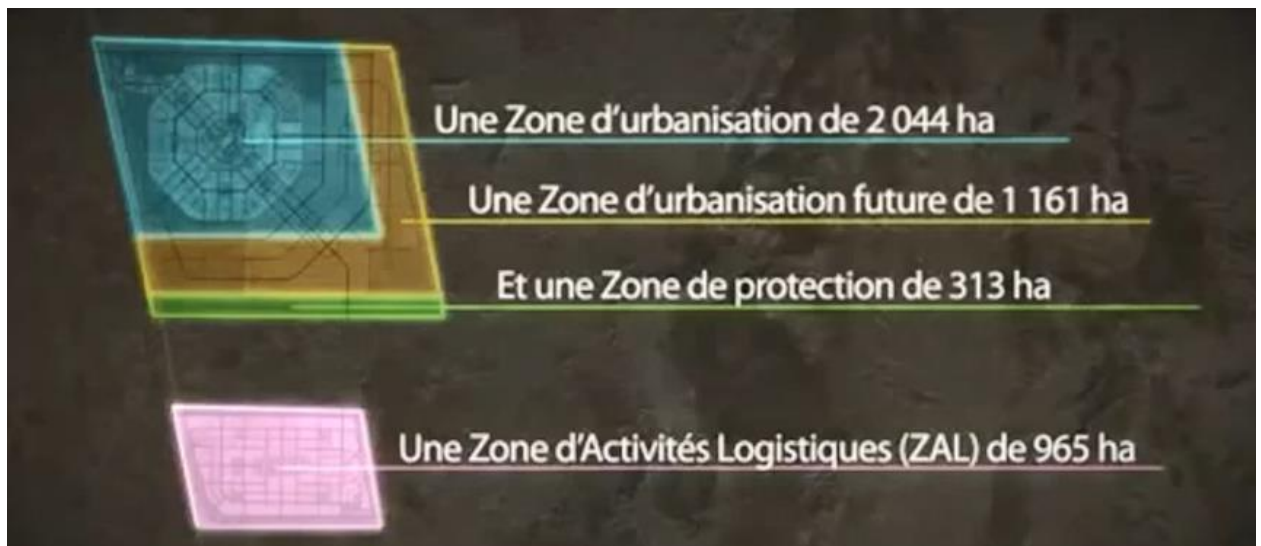 Une Zone d'urbanisation de 2 044 ha
Une Zone d'urbanisation future de 1 161 ha
Et une Zone de protection de 313 ha
Une Zone d'Activités Logistiques (ZAL) de 965 ha